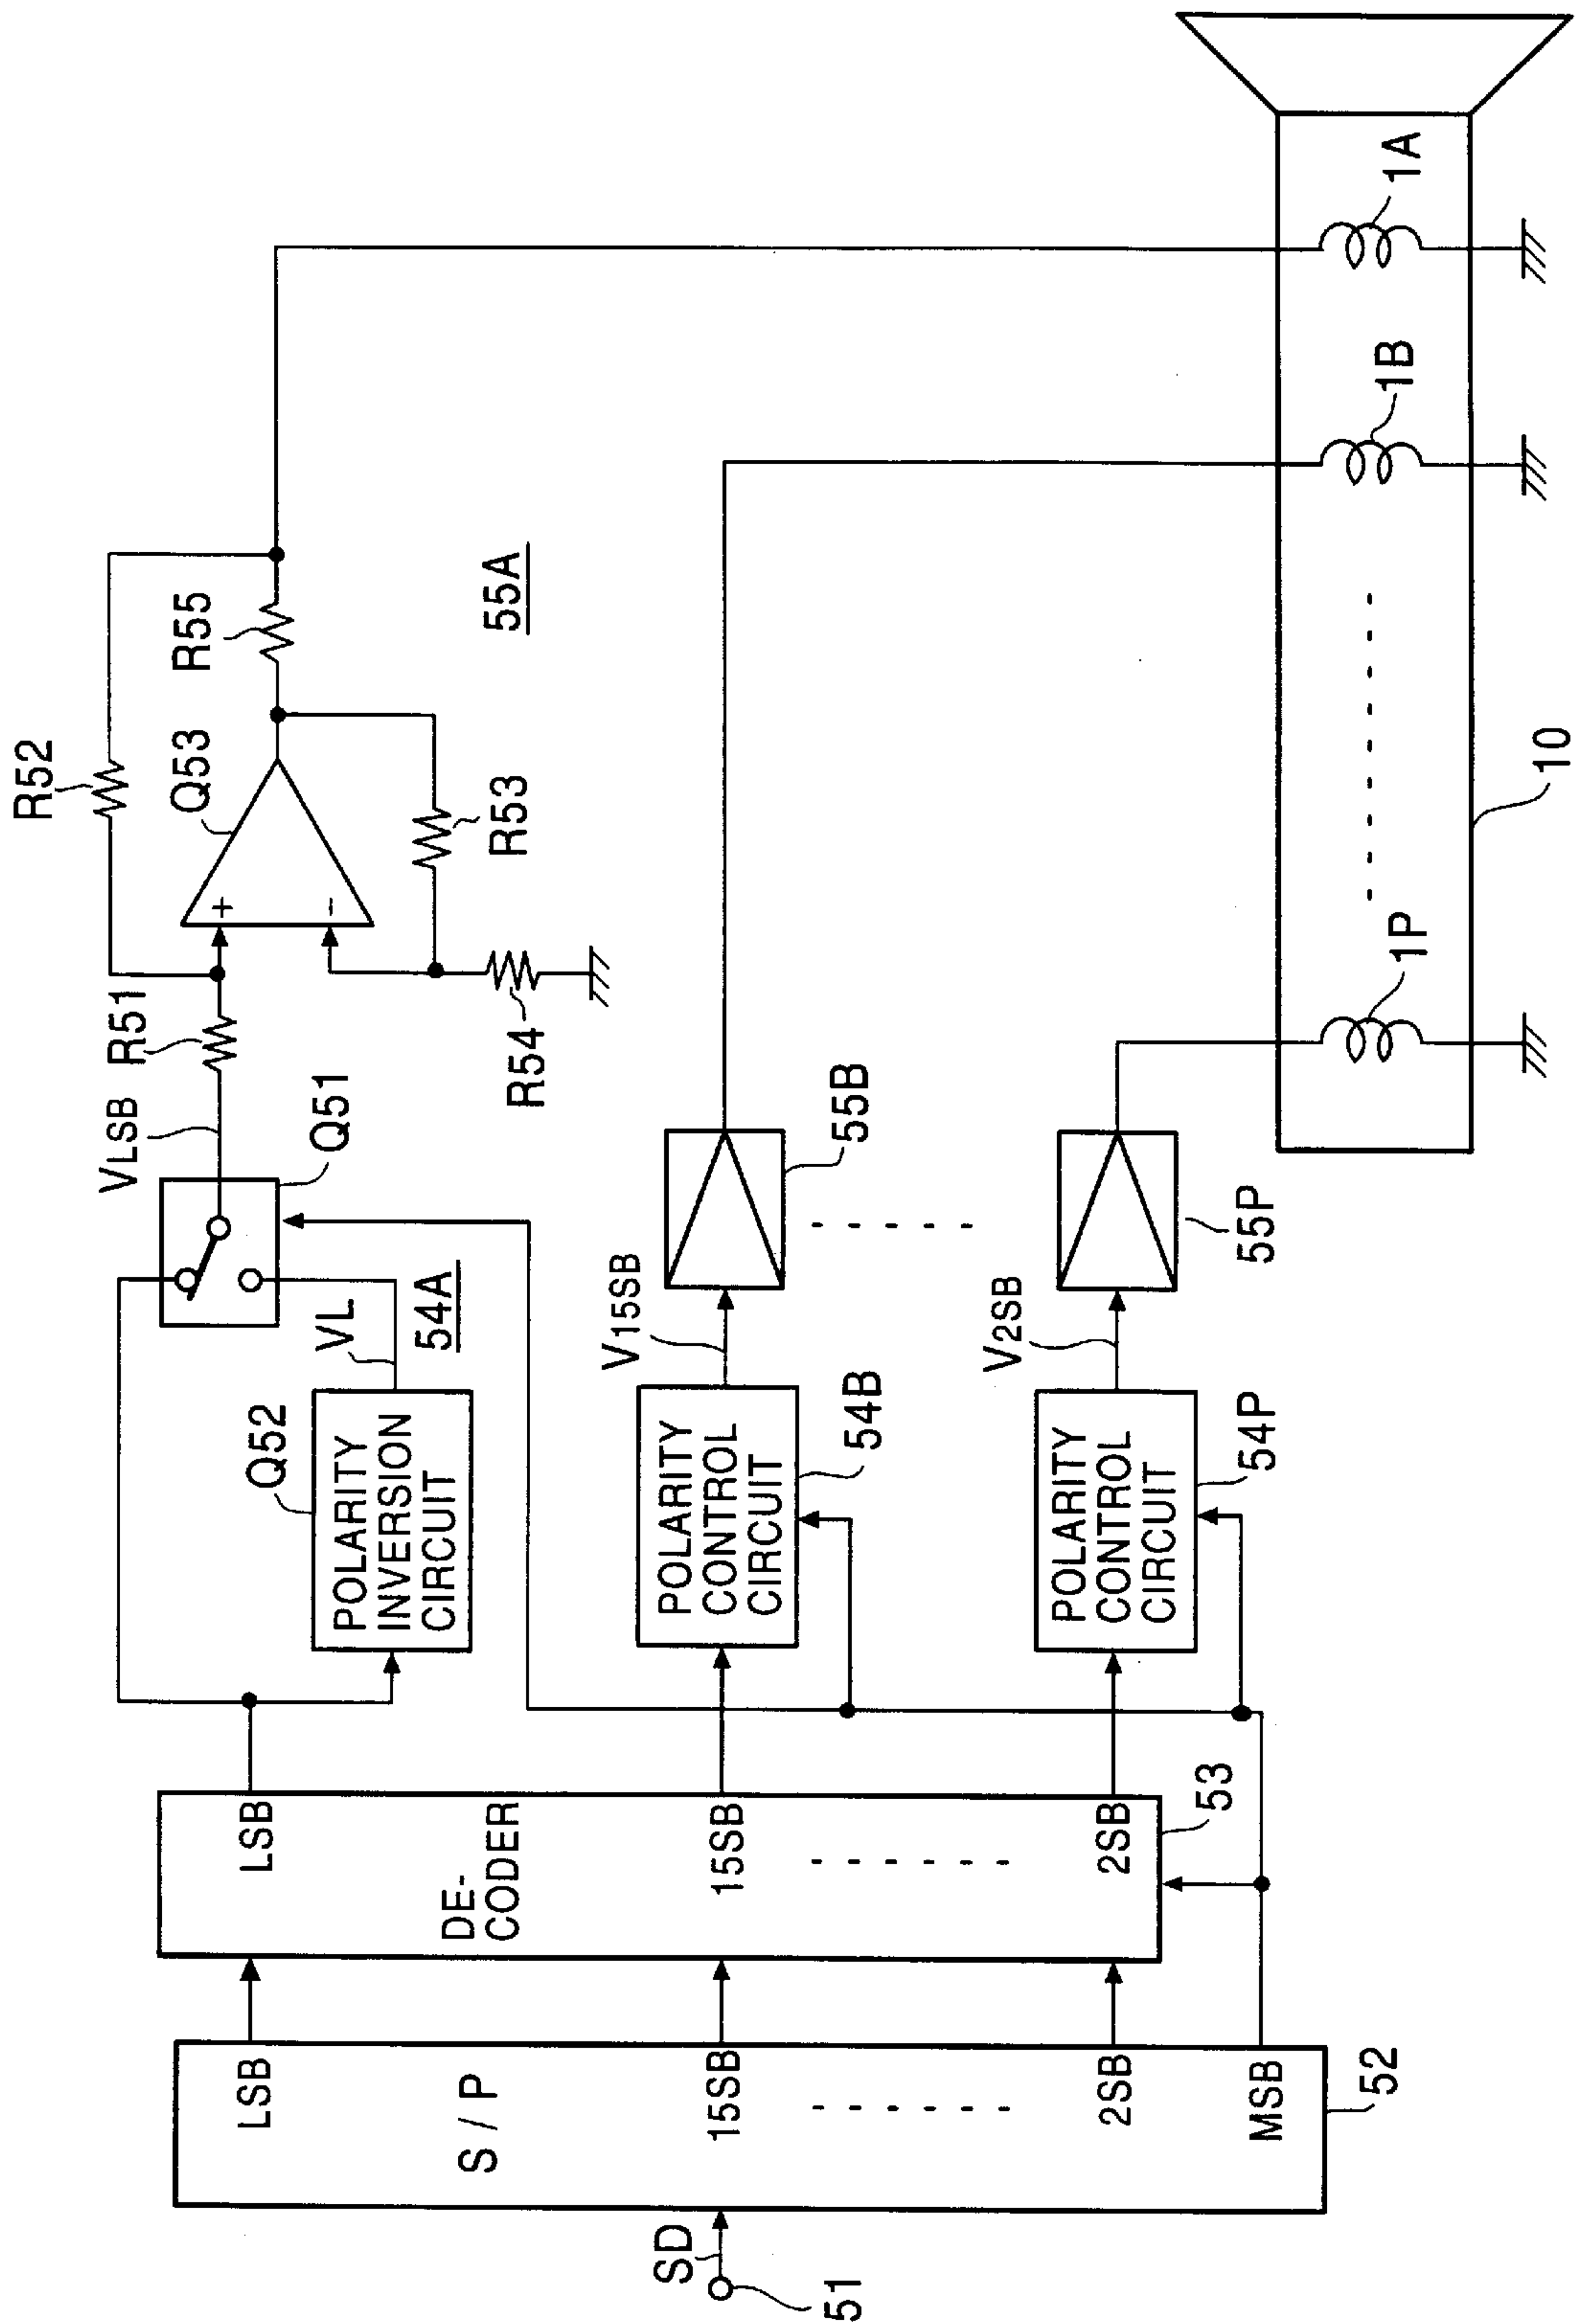 SD
51
S / P
LSB
15SB
2SB
MSB
52
DE-
CODER
LSB
15SB
2SB
53
Q52
POLARITY
INVERSION
CIRCUIT
VL
54A
Q51
VLSB
R51
R52
Q53
+
-
R53
R54
R55
55A
POLARITY
CONTROL
CIRCUIT
54B
V15SB
55B
POLARITY
CONTROL
CIRCUIT
54P
V2SB
55P
1P
1B
1A
10